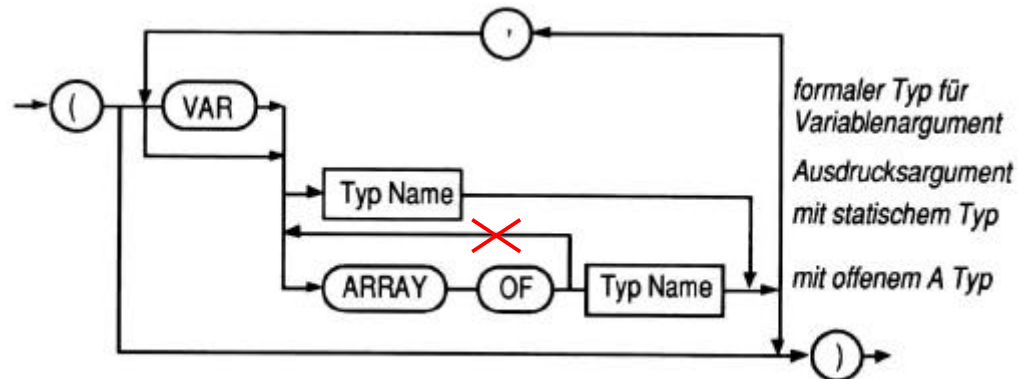 ,
( VAR
formaler Typ für
Variablenargument
Ausdrucksargument
Typ Name
mit statischem Typ
ARRAY OF Typ Name
mit offenem A Typ
)